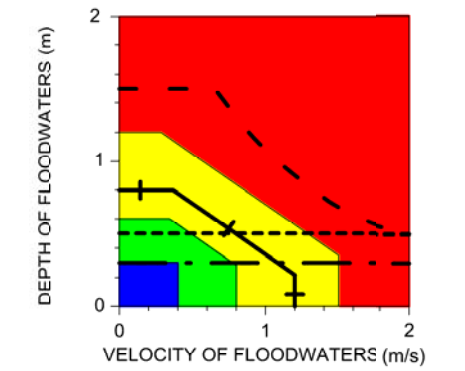 2
DEPTH OF FLOODWATERS (m)
1
0
0 1 2
VELOCITY OF FLOODWATERS (m/s)